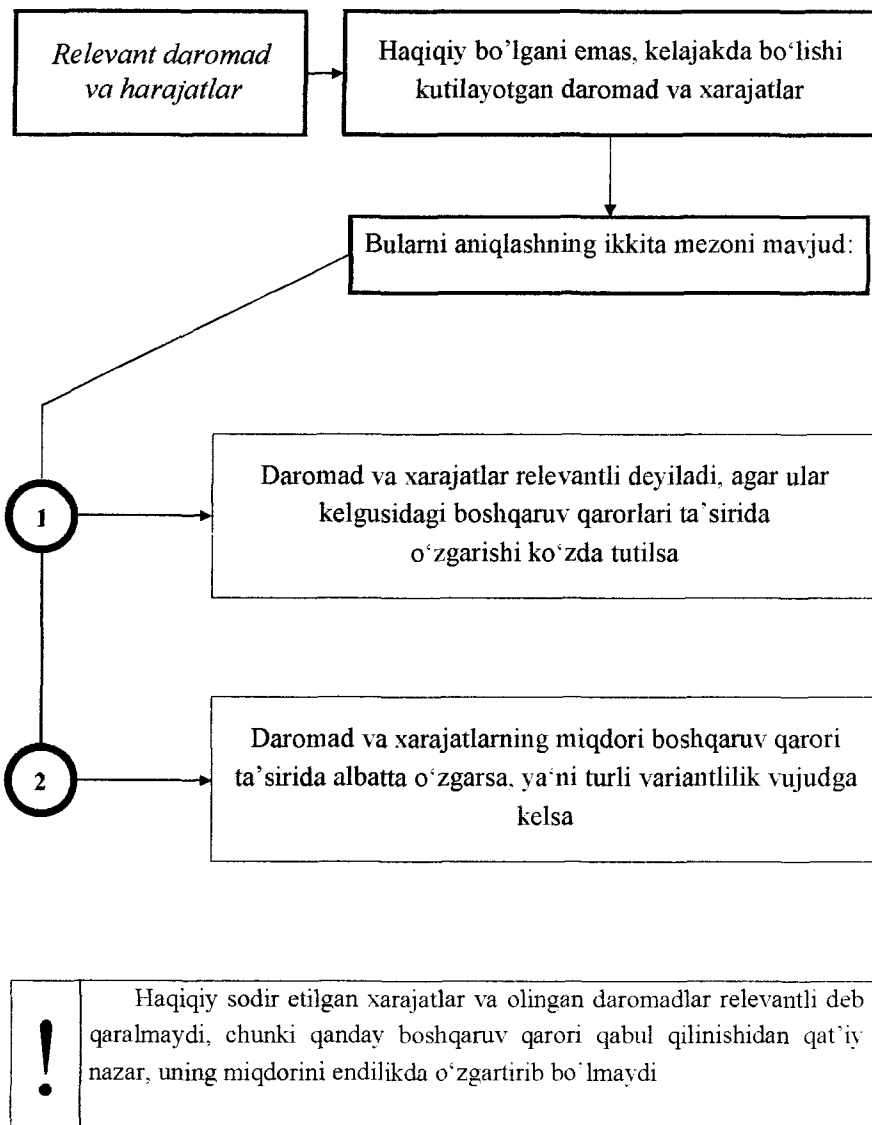 Relevant daromad
va harajatlar
Haqiqiy bo'lgani emas, kelajakda bo‘lishi
kutilayotgan daromad va xarajatlar
Bularni aniqlashning ikkita mezoni mavjud:
1
Daromad va xarajatlar relevantli deyiladi, agar ular
kelgusidagi boshqaruv qarorlari ta’sirida
o‘zgarishi ko‘zda tutilsa
2
Daromad va xarajatlarning miqdori boshqaruv qarori
ta’sirida albatta o‘zgarsa, ya‘ni turli variantlilik vujudga
kelsa
!
Haqiqiy sodir etilgan xarajatlar va olingan daromadlar relevantli deb
qaralmaydi, chunki qanday boshqaruv qarori qabul qilinishidan qat’iy
nazar, uning miqdorini endilikda o‘zgartirib bo‘lmaydi